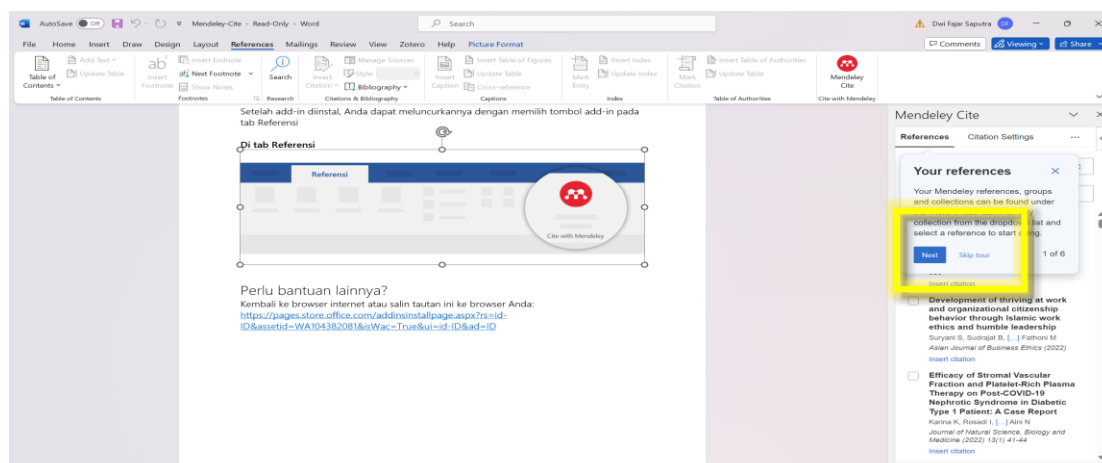 AutoSave Off Mendeley-Cite - Read-Only - Word Search Dwi Fajar Saputra DF
File Home Insert Draw Design Layout References Mailings Review View Zotero Help Picture Format Comments Viewing Share
Table of Contents
Add Text
Update Table
Table of Contents
ab
Insert Footnote
Insert Endnote
Next Footnote
Show Notes
Footnotes
Search
Research
Insert Citation
Manage Sources
Style:
Bibliography
Citations & Bibliography
Insert Caption
Insert Table of Figures
Update Table
Cross-reference
Captions
Mark Entry
Insert Index
Update Index
Index
Mark Citation
Insert Table of Authorities
Update Table
Table of Authorities
Mendeley Cite
Cite with Mendeley
Setelah add-in diinstal, Anda dapat meluncurkannya dengan memilih tombol add-in pada
tab Referensi
Di tab Referensi
Referensi
Cite with Mendeley
Perlu bantuan lainnya?
Kembali ke browser internet atau salin tautan ini ke browser Anda:
https://pages.store.office.com/addinsinstallpage.aspx?rs=id-
ID&assetid=WA104382081&isWac=True&ui=id-ID&ad=ID
Mendeley Cite
References Citation Settings ...
Your references
Your Mendeley references, groups
and collections can be found under
collection from the dropdown list and
select a reference to start citing.
Next Skip tour 1 of 6
Insert citation
Development of thriving at work
and organizational citizenship
behavior through Islamic work
ethics and humble leadership
Suryani S, Sudrajat B, [...] Fathoni M
Asian Journal of Business Ethics (2022)
Insert citation
Efficacy of Stromal Vascular
Fraction and Platelet-Rich Plasma
Therapy on Post-COVID-19
Nephrotic Syndrome in Diabetic
Type 1 Patient: A Case Report
Karina K, Rosadi I, [...] Aini N
Journal of Natural Science, Biology and
Medicine (2022) 13(1) 41-44
Insert citation